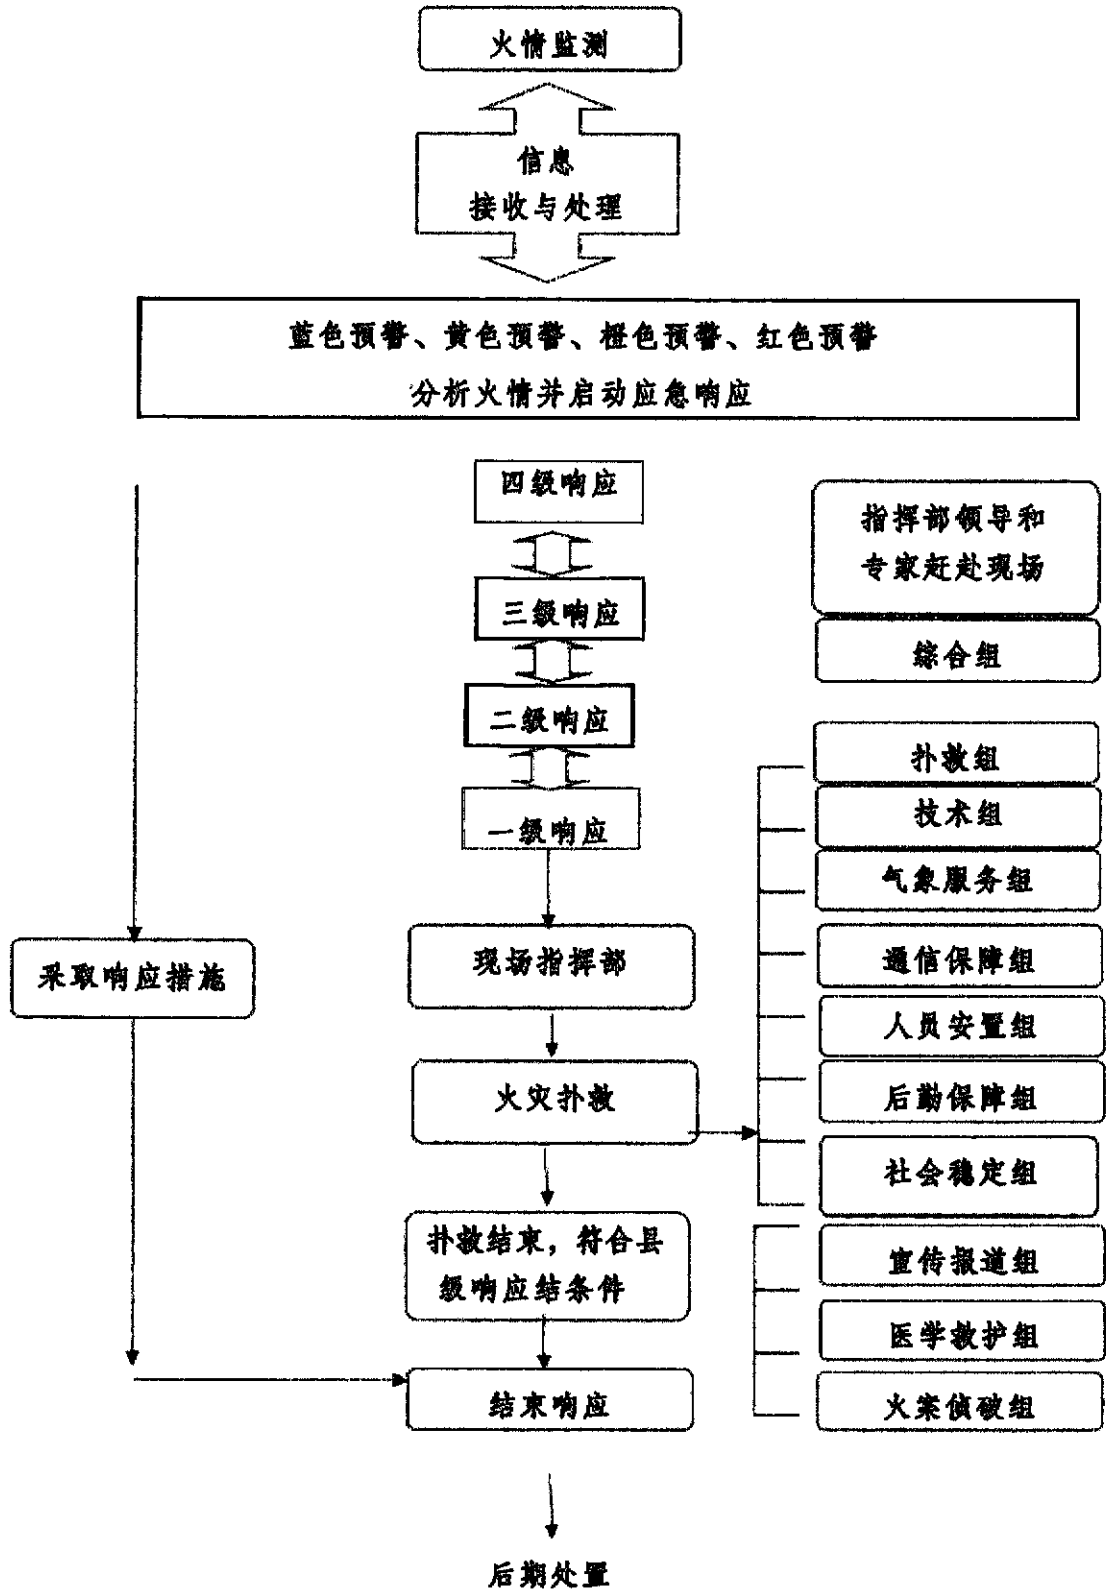 火情监测
信息
接收与处理
蓝色预警、黄色预警、橙色预警、红色预警
分析火情并启动应急响应
四级响应
三级响应
二级响应
一级响应
现场指挥部
火灾扑救
扑救结束，符合县
级响应结条件
结束响应
后期处置
采取响应措施
指挥部领导和
专家赶赴现场
综合组
扑救组
技术组
气象服务组
通信保障组
人员安置组
后勤保障组
社会稳定组
宣传报道组
医学救护组
火案侦破组